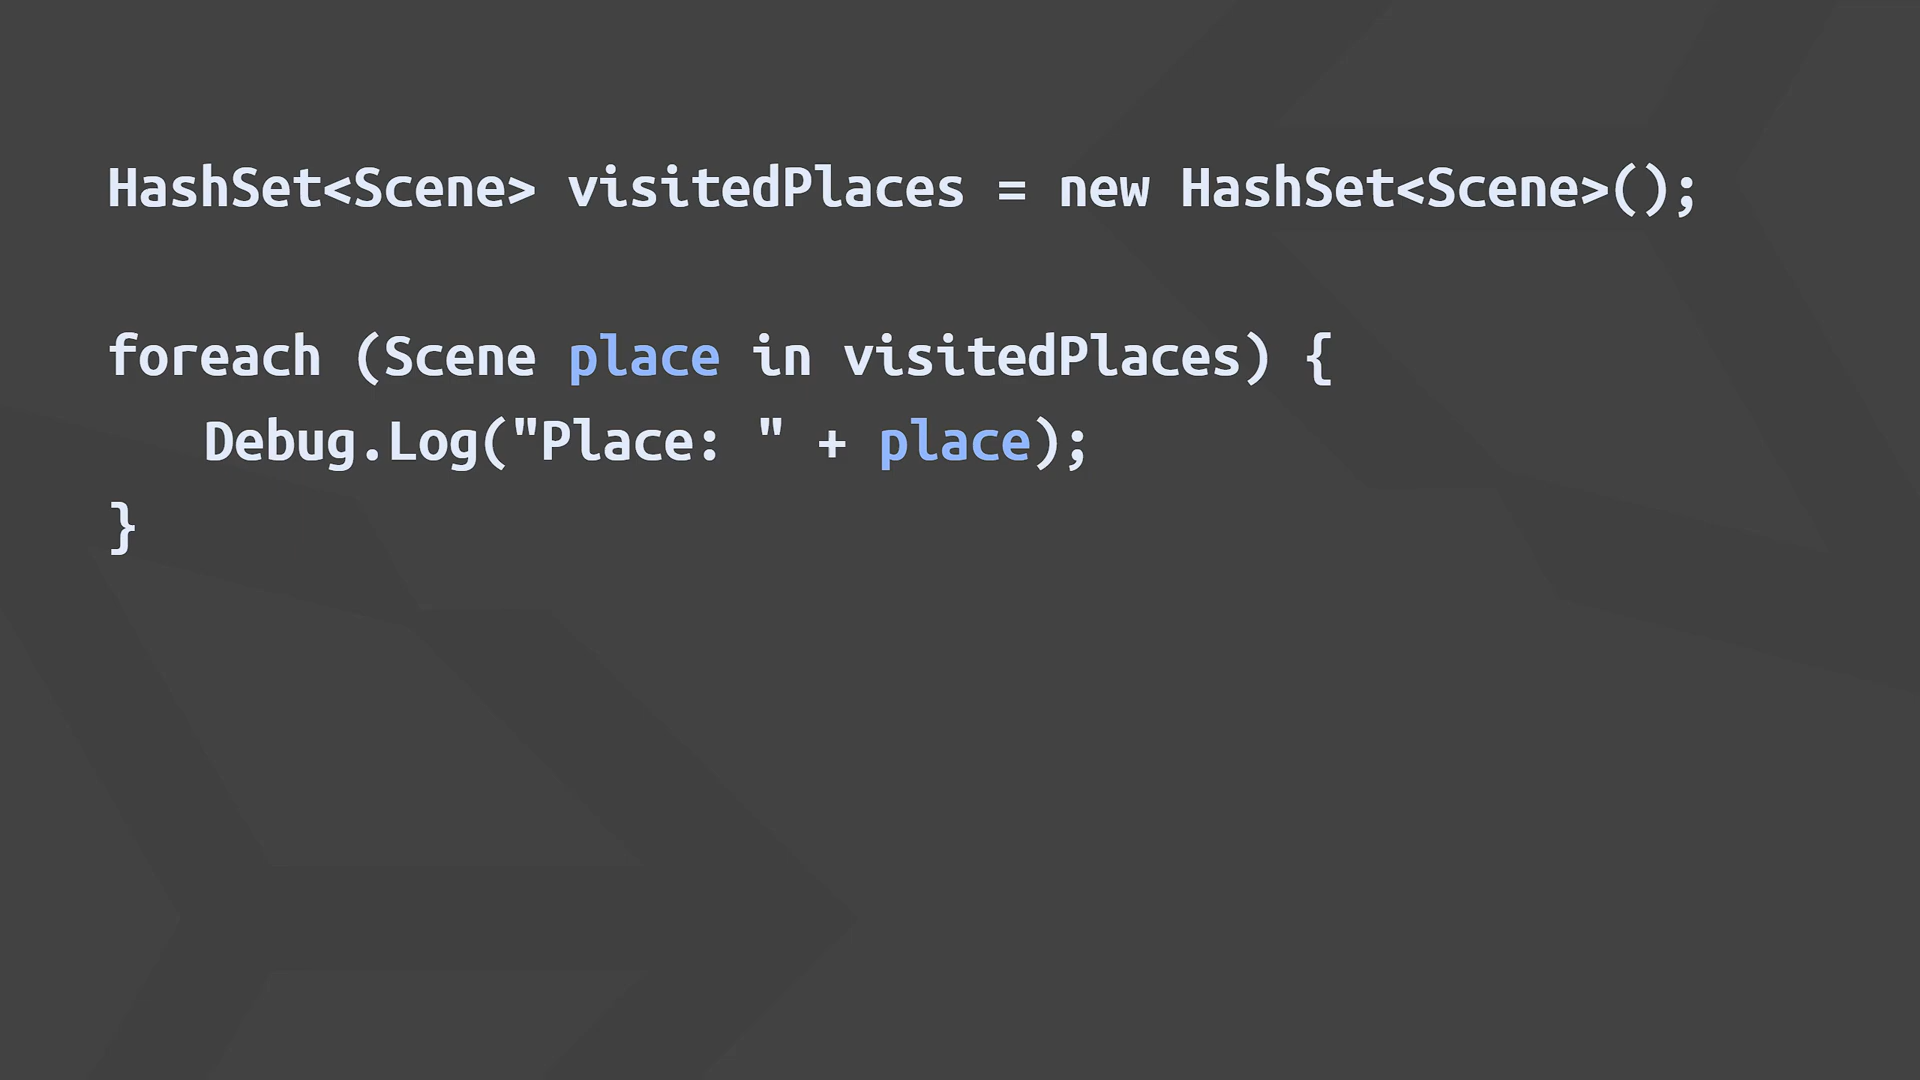 HashSet<Scene> visitedPlaces = new HashSet<Scene>();
foreach (Scene place in visitedPlaces) {
Debug.Log("Place: " + place);
}